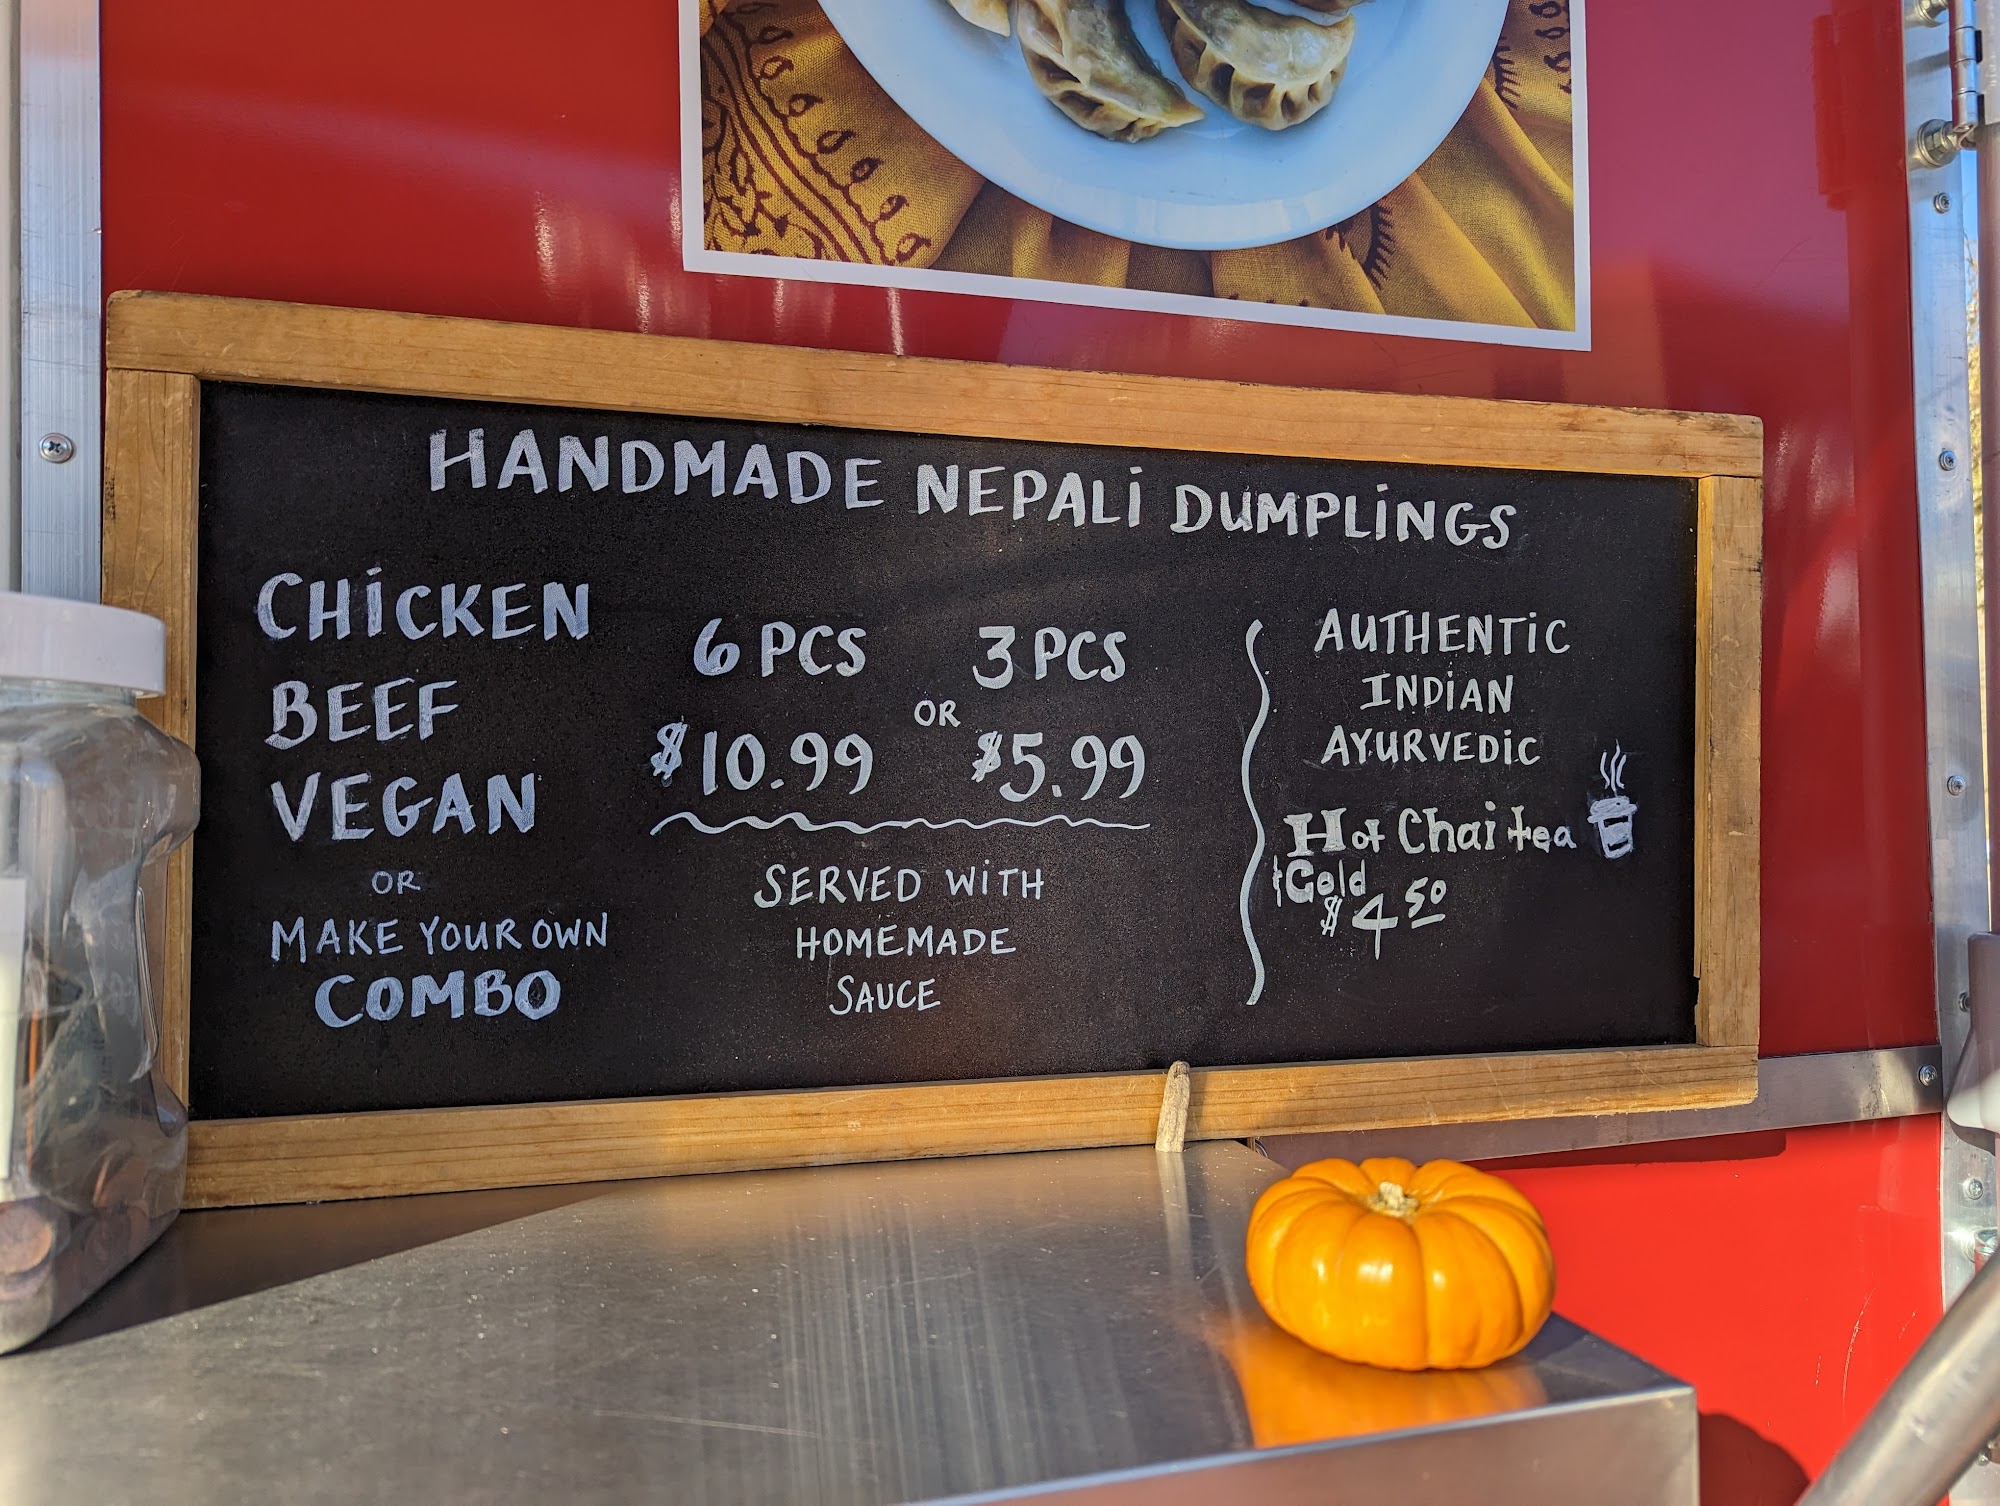 HANDMADE NEPALi DUMPLiNGS
CHiCKEN
BEEF
VEGAN
OR
MAKE YOUR OWN
COMBO
6 PCS
$10.99
OR
3 PCS
$5.99
SERVED WiTH
HOMEMADE
SAUCE
AUTHENTiC
INDiAN
AYURVEDiC
Hot Chai tea
+ Cold
$4 50